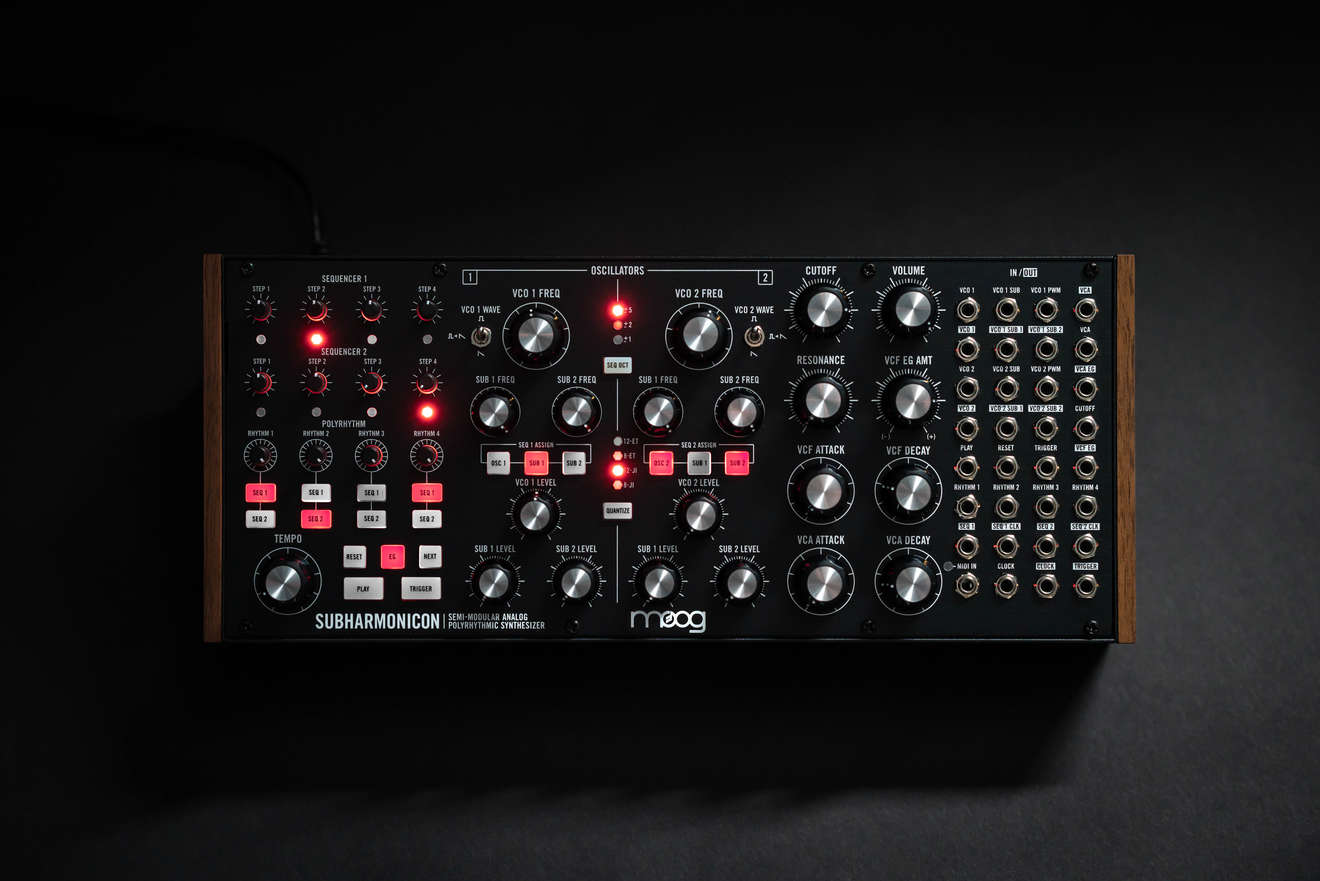 SEQUENCER 1
STEP 1 STEP 2 STEP 3 STEP 4
SEQUENCER 2
STEP 1 STEP 2 STEP 3 STEP 4
POLYRHYTHM
RHYTHM 1 RHYTHM 2 RHYTHM 3 RHYTHM 4
SEQ 1 SEQ 1 SEQ 1 SEQ 1
SEQ 2 SEQ 2 SEQ 2 SEQ 2
TEMPO
RESET EG NEXT
PLAY TRIGGER
SUBHARMONICON
SEMI-MODULAR ANALOG
POLYRHYTHMIC SYNTHESIZER
1 OSCILLATORS 2
VCO 1 FREQ VCO 2 FREQ
VCO 1 WAVE VCO 2 WAVE
±5
±2
±1
SEQ OCT
SUB 1 FREQ SUB 2 FREQ SUB 1 FREQ SUB 2 FREQ
12-ET
8-ET
12-JI
8-JI
SEQ 1 ASSIGN SEQ 2 ASSIGN
OSC 1 SUB 1 SUB 2 OSC 2 SUB 1 SUB 2
VCO 1 LEVEL VCO 2 LEVEL
QUANTIZE
SUB 1 LEVEL SUB 2 LEVEL SUB 1 LEVEL SUB 2 LEVEL
moog
CUTOFF VOLUME
RESONANCE VCF EG AMT
(-) (+)
VCF ATTACK VCF DECAY
VCA ATTACK VCA DECAY
IN / OUT
VCO 1 VCO 1 SUB VCO 1 PWM VCA
VCO 1 VCO 1 SUB 1 VCO 1 SUB 2 VCA
VCO 2 VCO 2 SUB VCO 2 PWM VCA EG
VCO 2 VCO 2 SUB 1 VCO 2 SUB 2 CUTOFF
PLAY RESET TRIGGER VCF EG
RHYTHM 1 RHYTHM 2 RHYTHM 3 RHYTHM 4
SEQ 1 SEQ 1 CLK SEQ 2 SEQ 2 CLK
MIDI IN CLOCK CLOCK TRIGGER